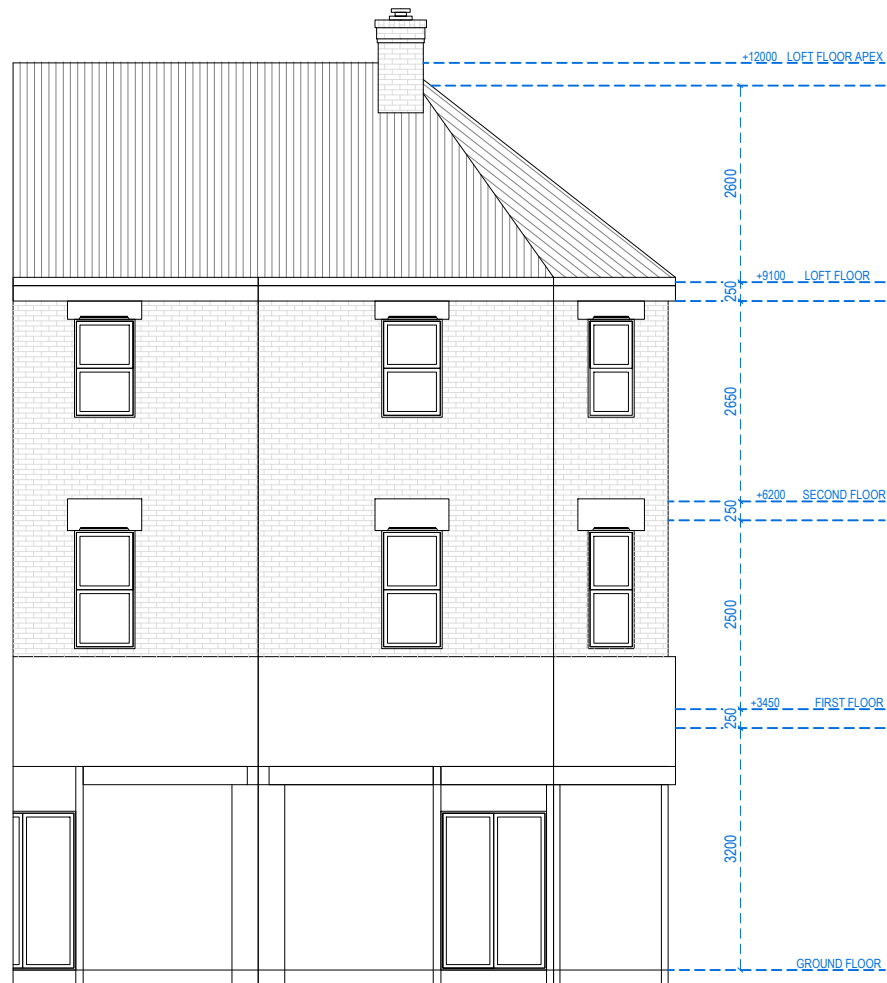 +12000 LOFT FLOOR APEX
2600
+9100 LOFT FLOOR
250
2650
+6200 SECOND FLOOR
250
2500
+3450 FIRST FLOOR
250
3200
GROUND FLOOR